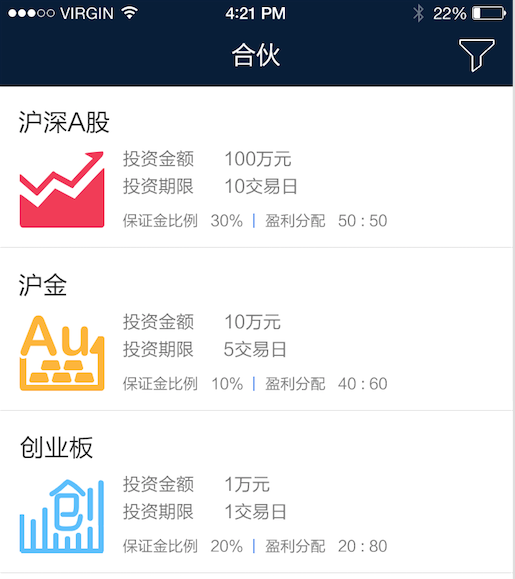 VIRGIN 4:21 PM 22%
合伙
沪深A股
投资金额 100万元
投资期限 10交易日
保证金比例 30% | 盈利分配 50 : 50
沪金
Au
投资金额 10万元
投资期限 5交易日
保证金比例 10% | 盈利分配 40 : 60
创业板
创
投资金额 1万元
投资期限 1交易日
保证金比例 20% | 盈利分配 20 : 80